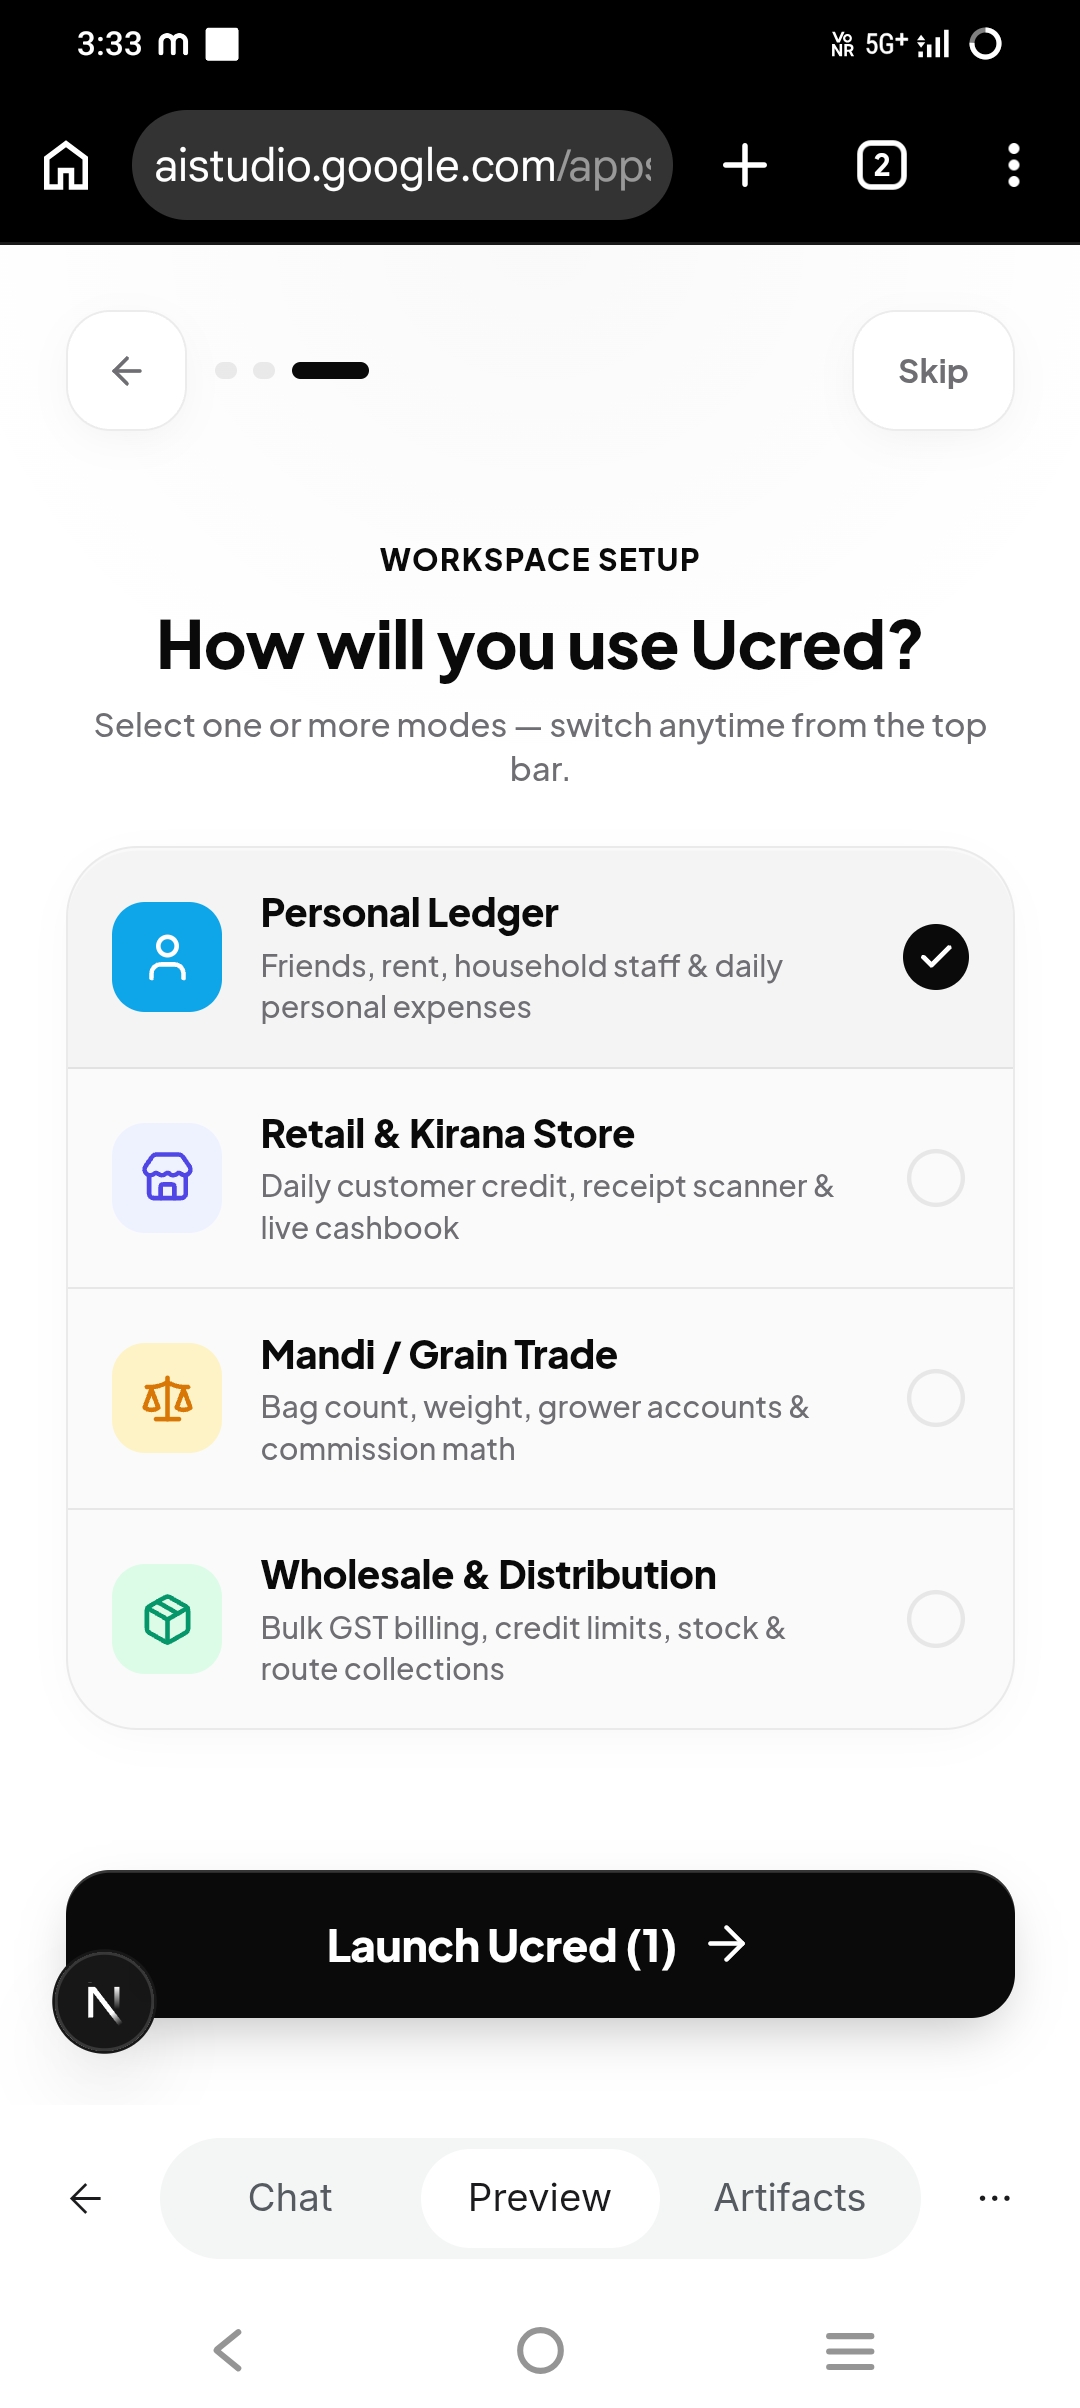 3:33
Vo
NR
5G+
aistudio.google.com/apps
2
Skip
WORKSPACE SETUP
How will you use Ucred?
Select one or more modes — switch anytime from the top
bar.
Personal Ledger
Friends, rent, household staff & daily
personal expenses
Retail & Kirana Store
Daily customer credit, receipt scanner &
live cashbook
Mandi / Grain Trade
Bag count, weight, grower accounts &
commission math
Wholesale & Distribution
Bulk GST billing, credit limits, stock &
route collections
Launch Ucred (1)
N
Chat
Preview
Artifacts